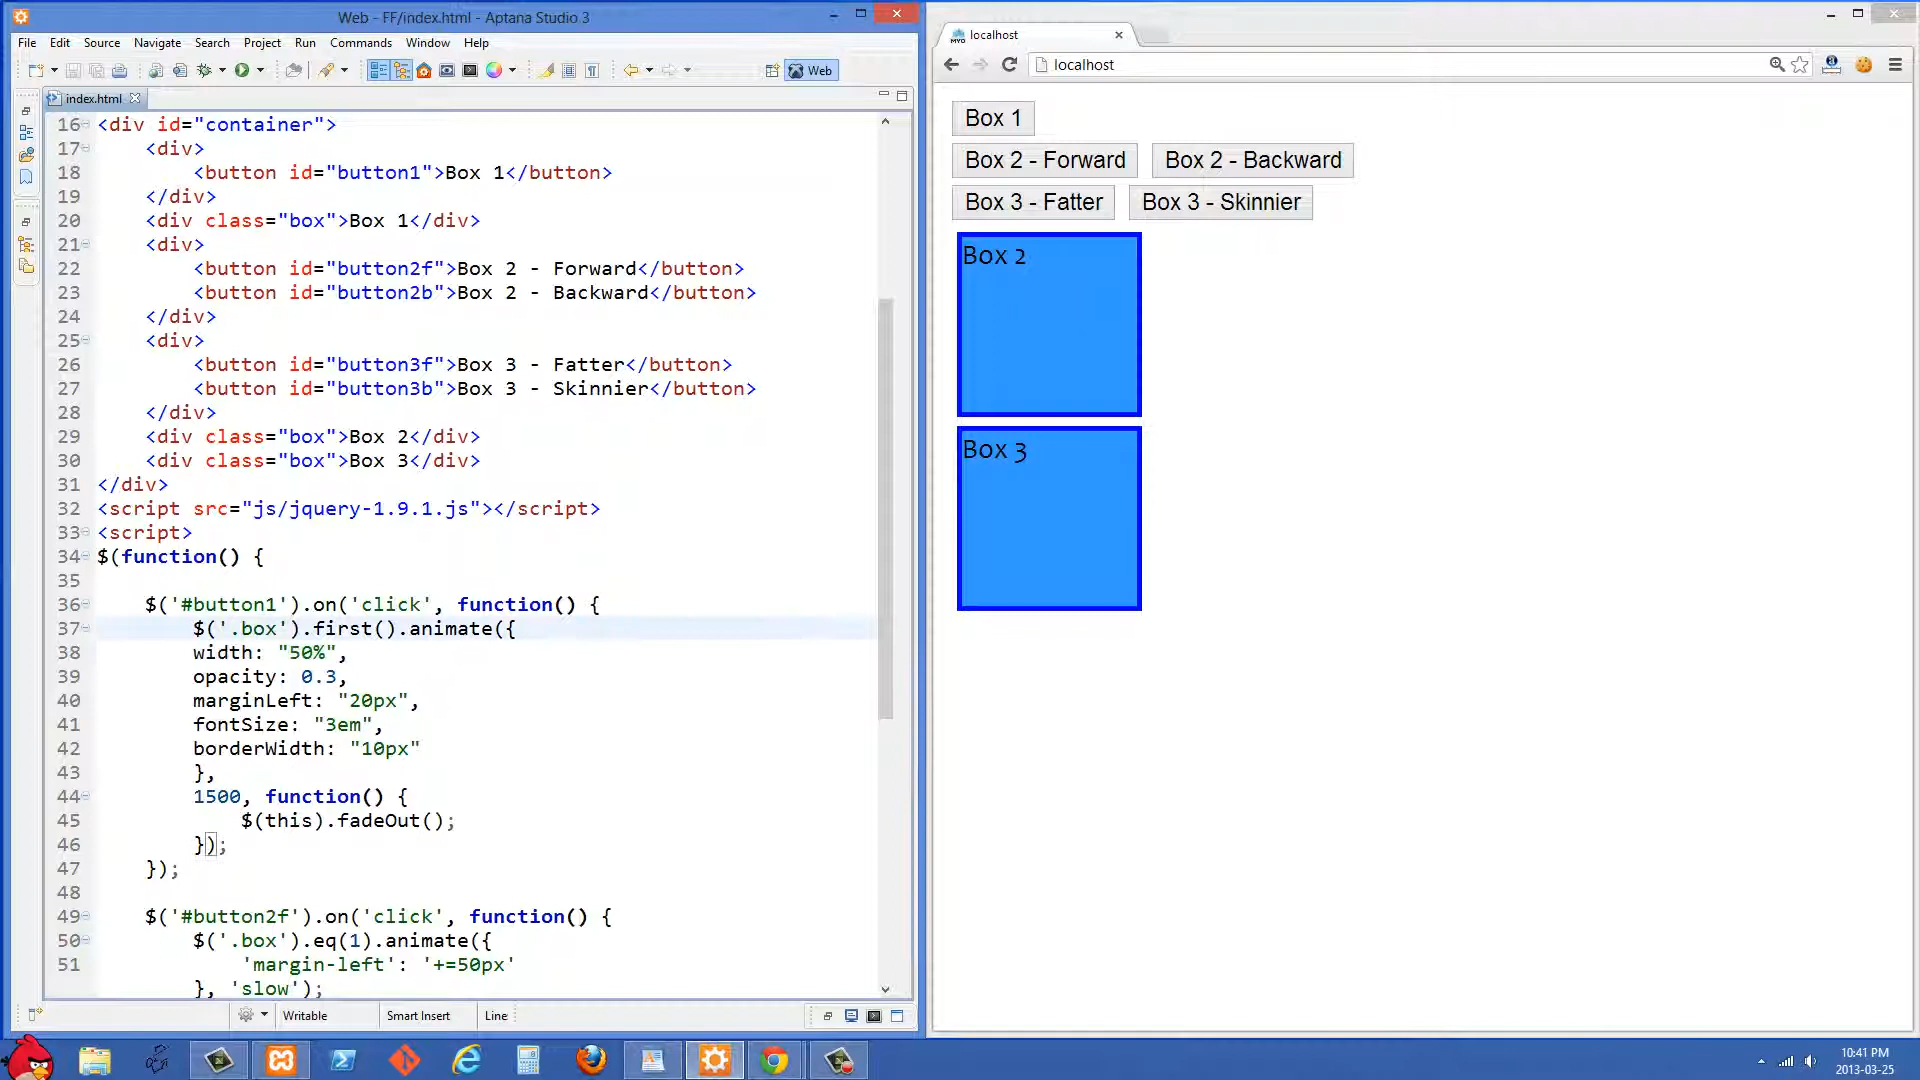 Web - FF/index.html - Aptana Studio 3
File Edit Source Navigate Search Project Run Commands Window Help
Web
index.html
16 <div id="container">
17 <div>
18 <button id="button1">Box 1</button>
19 </div>
20 <div class="box">Box 1</div>
21 <div>
22 <button id="button2f">Box 2 - Forward</button>
23 <button id="button2b">Box 2 - Backward</button>
24 </div>
25 <div>
26 <button id="button3f">Box 3 - Fatter</button>
27 <button id="button3b">Box 3 - Skinnier</button>
28 </div>
29 <div class="box">Box 2</div>
30 <div class="box">Box 3</div>
31 </div>
32 <script src="js/jquery-1.9.1.js"></script>
33 <script>
34 $(function() {
35
36 $('#button1').on('click', function() {
37 $('.box').first().animate({
38 width: "50%",
39 opacity: 0.3,
40 marginLeft: "20px",
41 fontSize: "3em",
42 borderWidth: "10px"
43 },
44 1500, function() {
45 $(this).fadeOut();
46 });
47 });
48
49 $('#button2f').on('click', function() {
50 $('.box').eq(1).animate({
51 'margin-left': '+=50px'
}, 'slow');
Writable Smart Insert Line
localhost
localhost
Box 1
Box 2 - Forward Box 2 - Backward
Box 3 - Fatter Box 3 - Skinnier
Box 2
Box 3
10:41 PM
2013-03-25